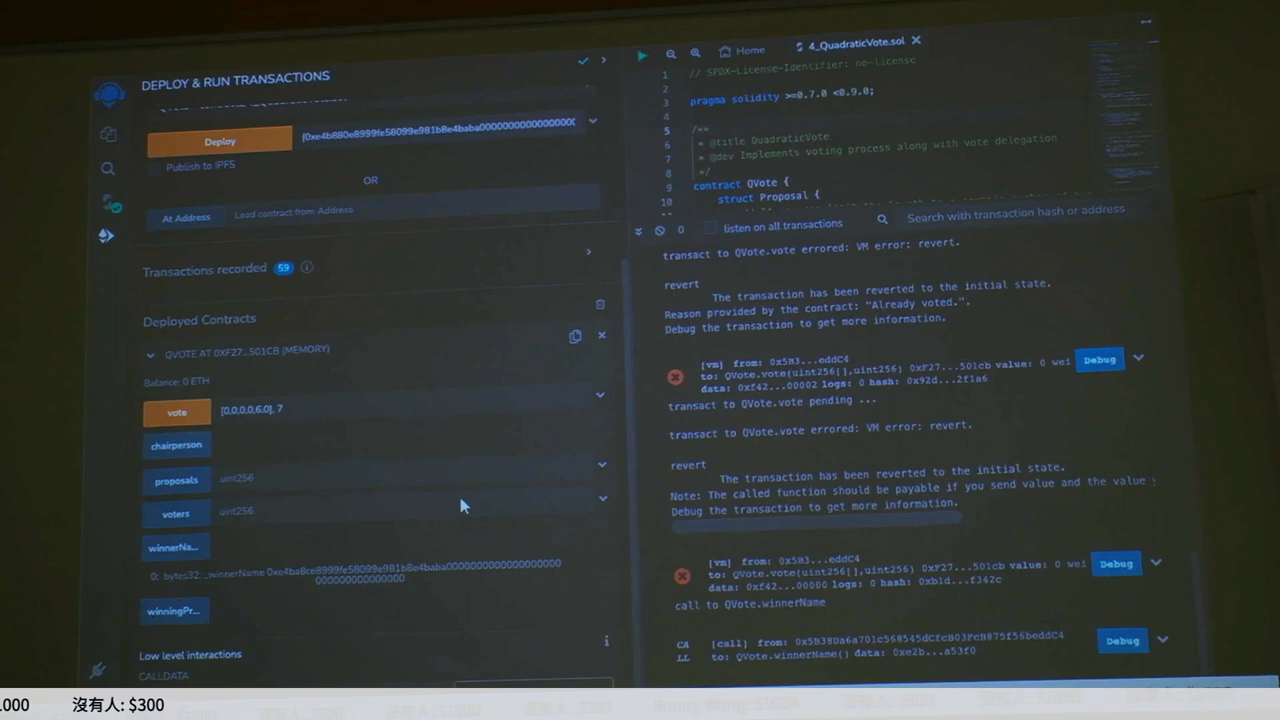 DEPLOY & RUN TRANSACTIONS
Deploy
Publish to IPFS
OR
At Address
Load contract from Address
Transactions recorded 59
Deployed Contracts
QVOTE AT 0XF27...501CB (MEMORY)
Balance: 0 ETH
vote [0,0,0,0,6,0], 7
chairperson
proposals uint256
voters uint256
winnerNa...
winningPr...
Low level interactions
CALLDATA
Home
4_QuadraticVote.sol
1 // SPDX-License-Identifier: no-license
2
3 pragma solidity >=0.7.0 <0.9.0;
4
5 /**
6 * @title QuadraticVote
7 * @dev Implements voting process along with vote delegation
8 */
9 contract QVote {
10 struct Proposal {
0 listen on all transactions
Search with transaction hash or address
transact to QVote.vote errored: VM error: revert.
revert
The transaction has been reverted to the initial state.
Reason provided by the contract: "Already voted.".
Debug the transaction to get more information.
[vm] from: 0x5B3...eddC4
to: QVote.vote(uint256[],uint256) 0xF27...501cb value: 0 wei
data: 0xf42...00002 logs: 0 hash: 0x92d...2f1a6
Debug
transact to QVote.vote pending ...
transact to QVote.vote errored: VM error: revert.
revert
The transaction has been reverted to the initial state.
Note: The called function should be payable if you send value and the value
Debug the transaction to get more information.
[vm] from: 0x5B3...eddC4
to: QVote.vote(uint256[],uint256) 0xF27...501cb value: 0 wei
data: 0xf42...00000 logs: 0 hash: 0xb1d...f342c
Debug
call to QVote.winnerName
CALL [call] from: 0x5B38Da6a701c568545dCfcB03FcB875f56beddC4
to: QVote.winnerName() data: 0xe2b...a53f0
Debug
.000 沒有人: $300